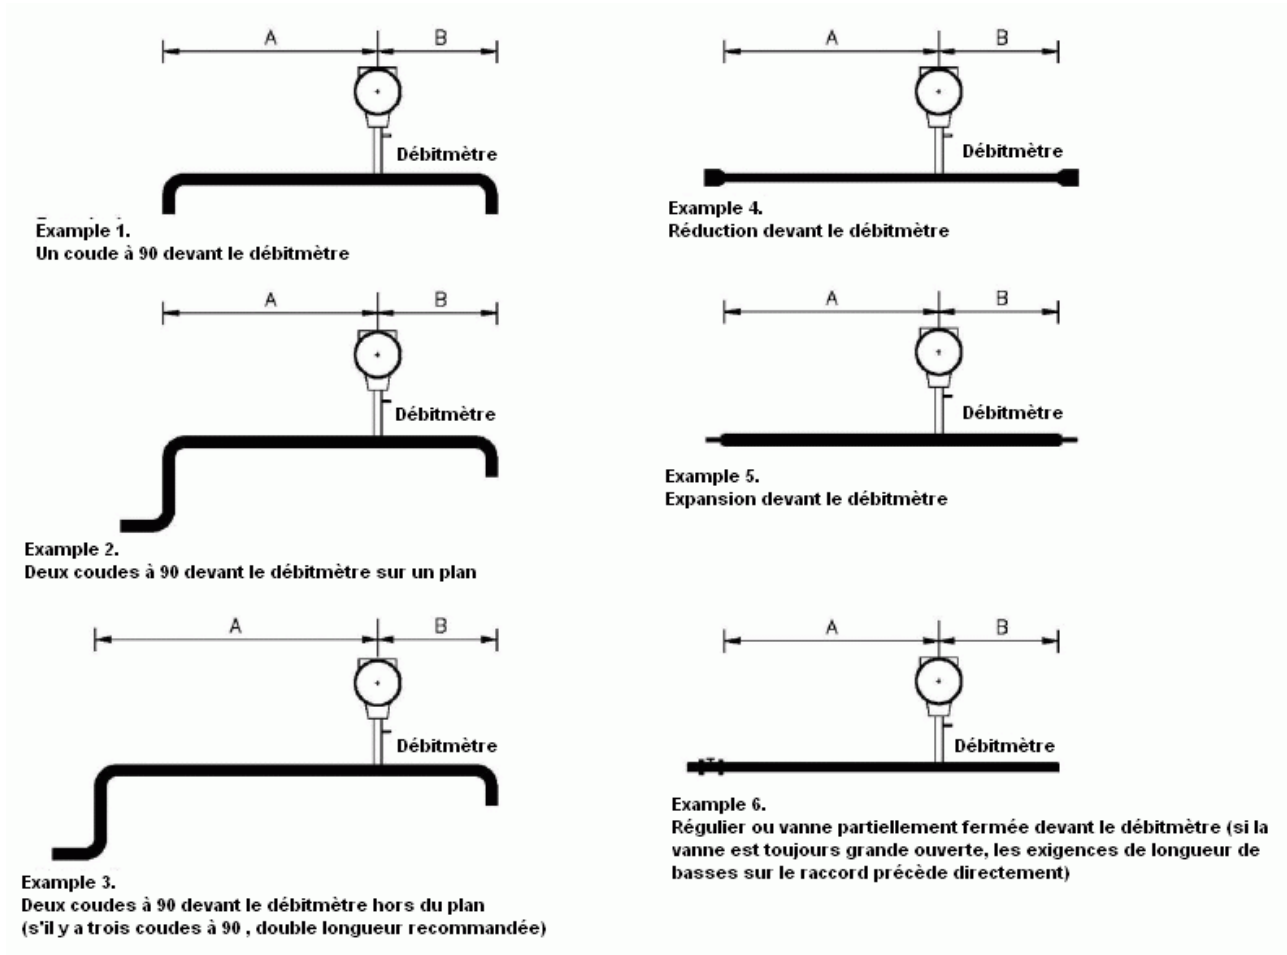 A B
Débitmètre
Example 1.
Un coude à 90 devant le débitmètre
A B
Débitmètre
Example 2.
Deux coudes à 90 devant le débitmètre sur un plan
A B
Débitmètre
Example 3.
Deux coudes à 90 devant le débitmètre hors du plan
(s'il y a trois coudes à 90 , double longueur recommandée)
A B
Débitmètre
Example 4.
Réduction devant le débitmètre
A B
Débitmètre
Example 5.
Expansion devant le débitmètre
A B
Débitmètre
Example 6.
Régulier ou vanne partiellement fermée devant le débitmètre (si la
vanne est toujours grande ouverte, les exigences de longueur de
basses sur le raccord précède directement)